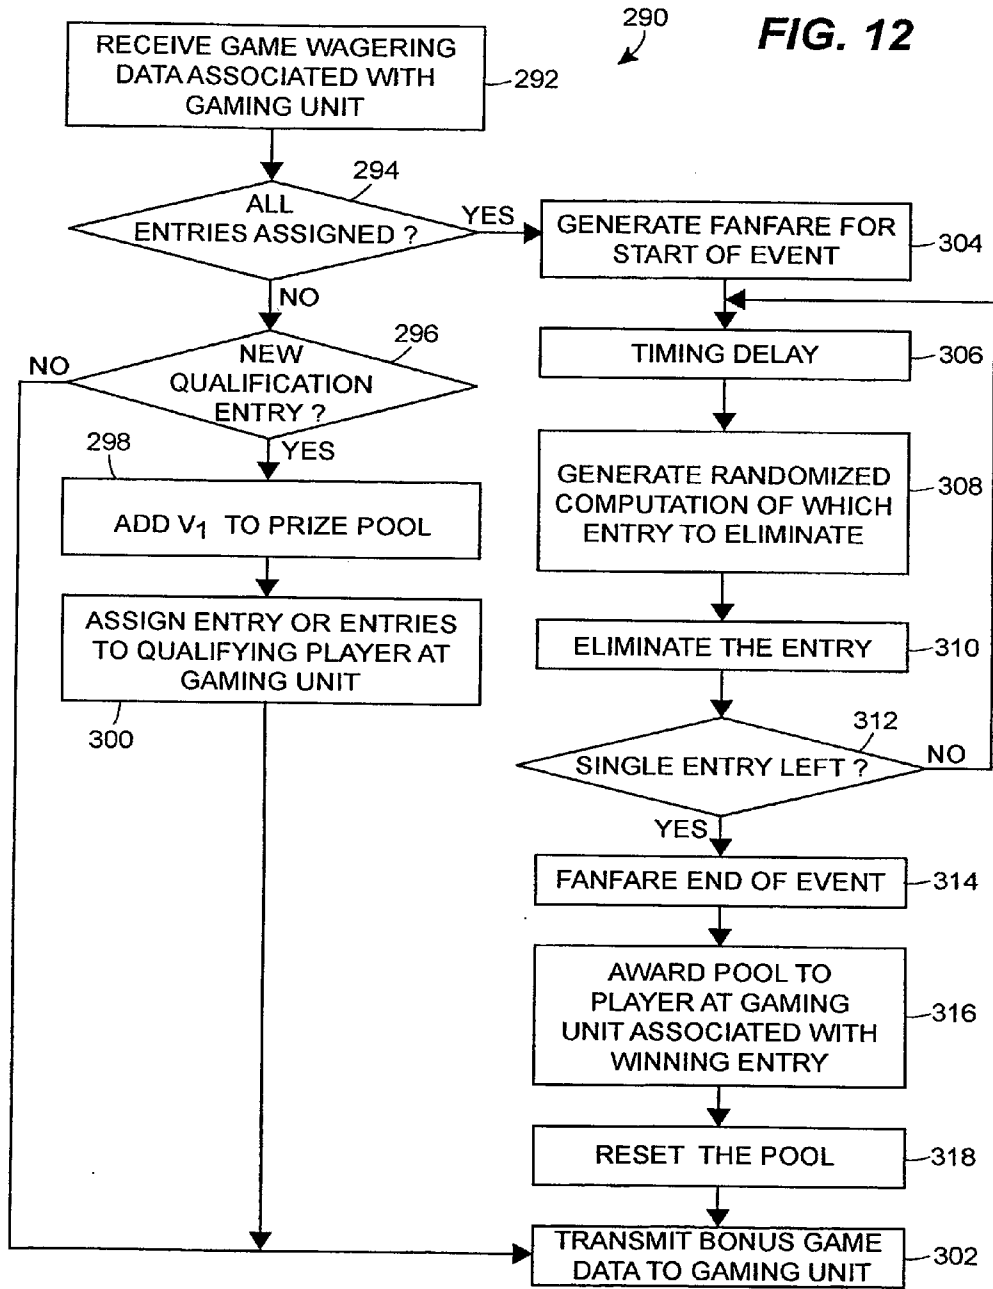 290
FIG. 12
RECEIVE GAME WAGERING
DATA ASSOCIATED WITH
GAMING UNIT
292
294
ALL
ENTRIES ASSIGNED ?
YES
NO
GENERATE FANFARE FOR
START OF EVENT
304
296
NEW
QUALIFICATION
ENTRY ?
NO
YES
TIMING DELAY
306
298
ADD V1 TO PRIZE POOL
GENERATE RANDOMIZED
COMPUTATION OF WHICH
ENTRY TO ELIMINATE
308
ASSIGN ENTRY OR ENTRIES
TO QUALIFYING PLAYER AT
GAMING UNIT
300
ELIMINATE THE ENTRY
310
312
SINGLE ENTRY LEFT ?
NO
YES
FANFARE END OF EVENT
314
AWARD POOL TO
PLAYER AT GAMING
UNIT ASSOCIATED WITH
WINNING ENTRY
316
RESET THE POOL
318
TRANSMIT BONUS GAME
DATA TO GAMING UNIT
302